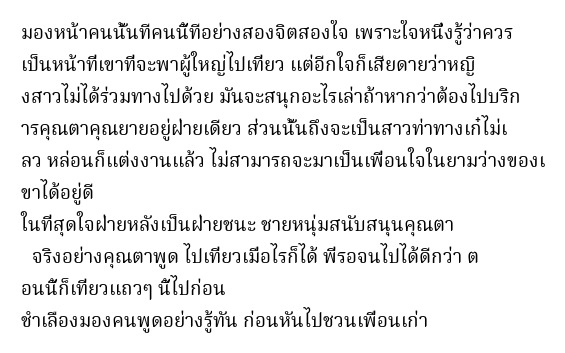 มองหน้าคนนั้นทีคนนี้ทีอย่างสองจิตสองใจ เพราะใจหนึ่งรู้ว่าควร
เป็นหน้าที่เขาที่จะพาผู้ใหญ่ไปเที่ยว แต่อีกใจก็เสียดายว่าหญิ
งสาวไม่ได้ร่วมทางไปด้วย มันจะสนุกอะไรเล่าถ้าหากว่าต้องไปบริก
ารคุณตาคุณยายอยู่ฝ่ายเดียว ส่วนนั้นถึงจะเป็นสาวท่าทางเก๋ไม่เ
ลว หล่อนก็แต่งงานแล้ว ไม่สามารถจะมาเป็นเพื่อนใจในยามว่างของเ
ขาได้อยู่ดี
ในที่สุดใจฝ่ายหลังเป็นฝ่ายชนะ ชายหนุ่มสนับสนุนคุณตา
จริงอย่างคุณตาพูด ไปเที่ยวเมื่อไรก็ได้ พี่รอจนไปได้ดีกว่า ต
อนนี้ก็เที่ยวแถวๆ นี้ไปก่อน
ชำเลืองมองคนพูดอย่างรู้ทัน ก่อนหันไปชวนเพื่อนเก่า